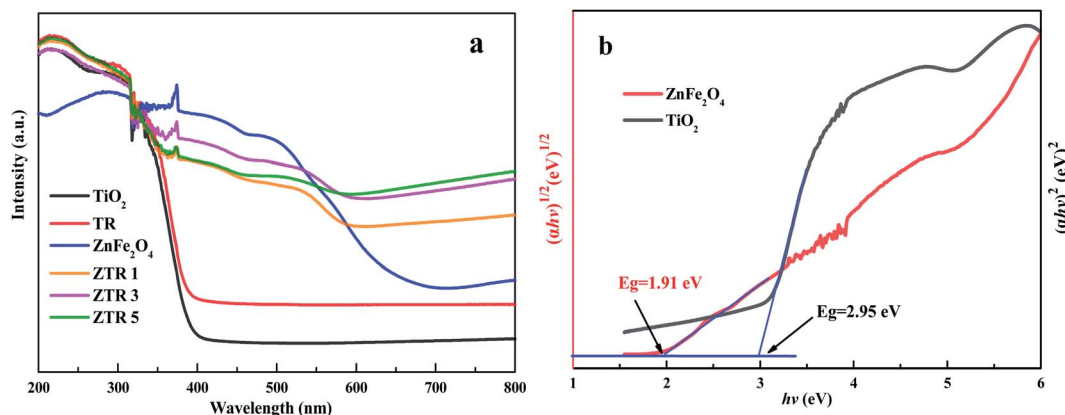 a
Intensity (a.u.)
TiO₂
TR
ZnFe₂O₄
ZTR 1
ZTR 3
ZTR 5
200 300 400 500 600 700 800
Wavelength (nm)
b
ZnFe₂O₄
TiO₂
(αhν)^1/2 (eV)^1/2
(αhν)² (eV)²
Eg=1.91 eV
Eg=2.95 eV
1 2 3 4 5 6
hν (eV)